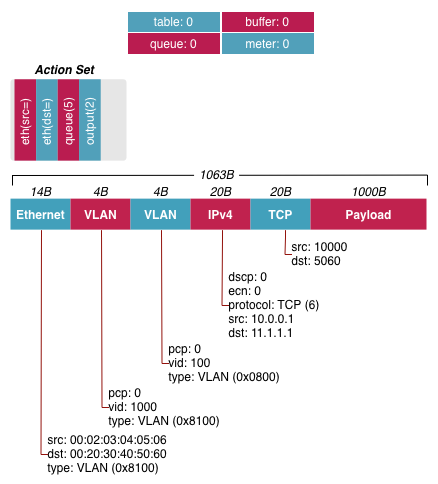 table: 0
buffer: 0
queue: 0
meter: 0
Action Set
eth(src=)
eth(dst=)
queue(5)
output(2)
1063B
14B
4B
4B
20B
20B
1000B
Ethernet
VLAN
VLAN
IPv4
TCP
Payload
src: 10000
dst: 5060
dscp: 0
ecn: 0
protocol: TCP (6)
src: 10.0.0.1
dst: 11.1.1.1
pcp: 0
vid: 100
type: VLAN (0x0800)
pcp: 0
vid: 1000
type: VLAN (0x8100)
src: 00:02:03:04:05:06
dst: 00:20:30:40:50:60
type: VLAN (0x8100)